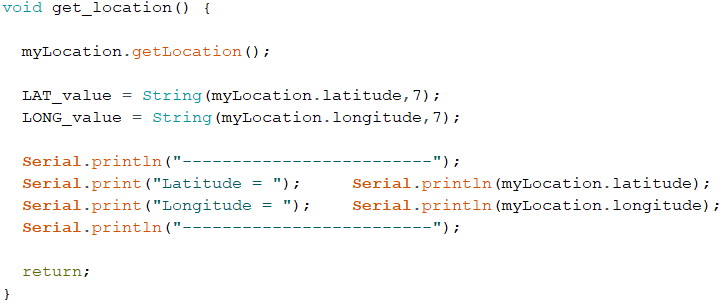 void get_location() {
myLocation.getLocation();
LAT_value = String(myLocation.latitude,7);
LONG_value = String(myLocation.longitude,7);
Serial.println("-------------------------");
Serial.print("Latitude = ");     Serial.println(myLocation.latitude);
Serial.print("Longitude = ");    Serial.println(myLocation.longitude);
Serial.println("-------------------------");
return;
}